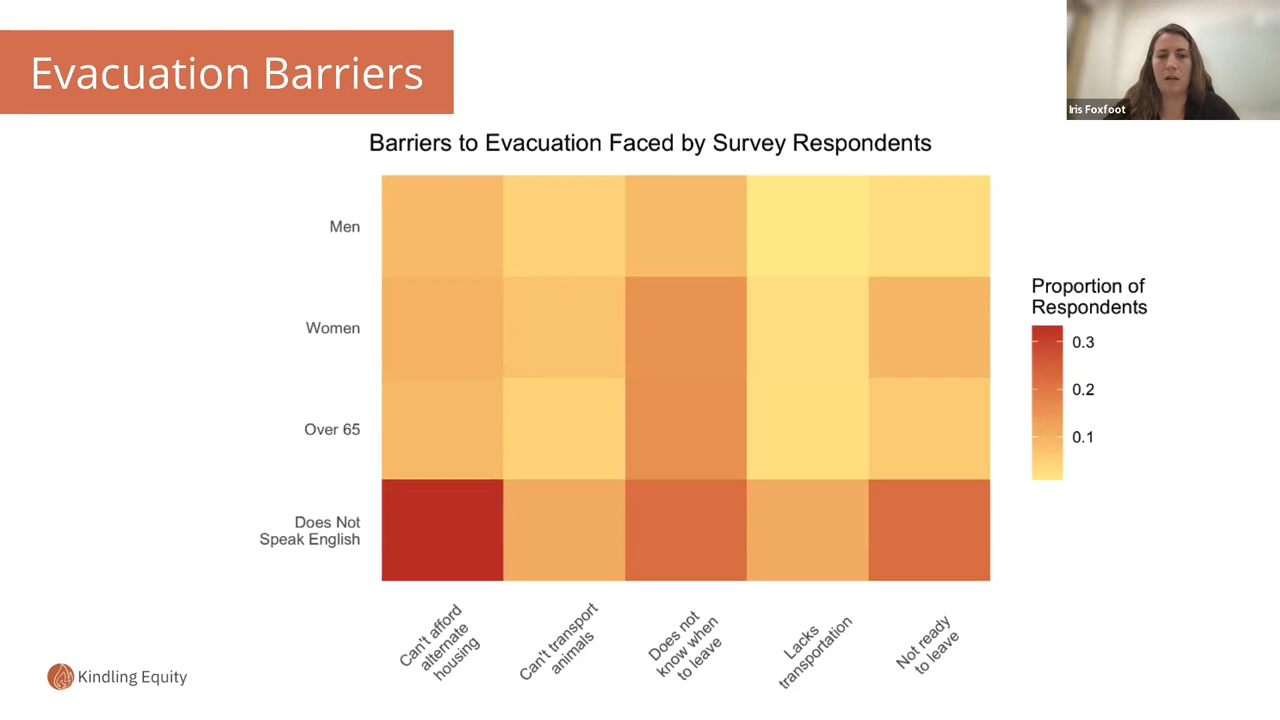 Evacuation Barriers
Iris Foxfoot
Barriers to Evacuation Faced by Survey Respondents
Men
Women
Over 65
Does Not
Speak English
Proportion of
Respondents
0.3
0.2
0.1
Can't afford
alternate
housing
Can't transport
animals
Does not
know when
to leave
Lacks
transportation
Not ready
to leave
Kindling Equity